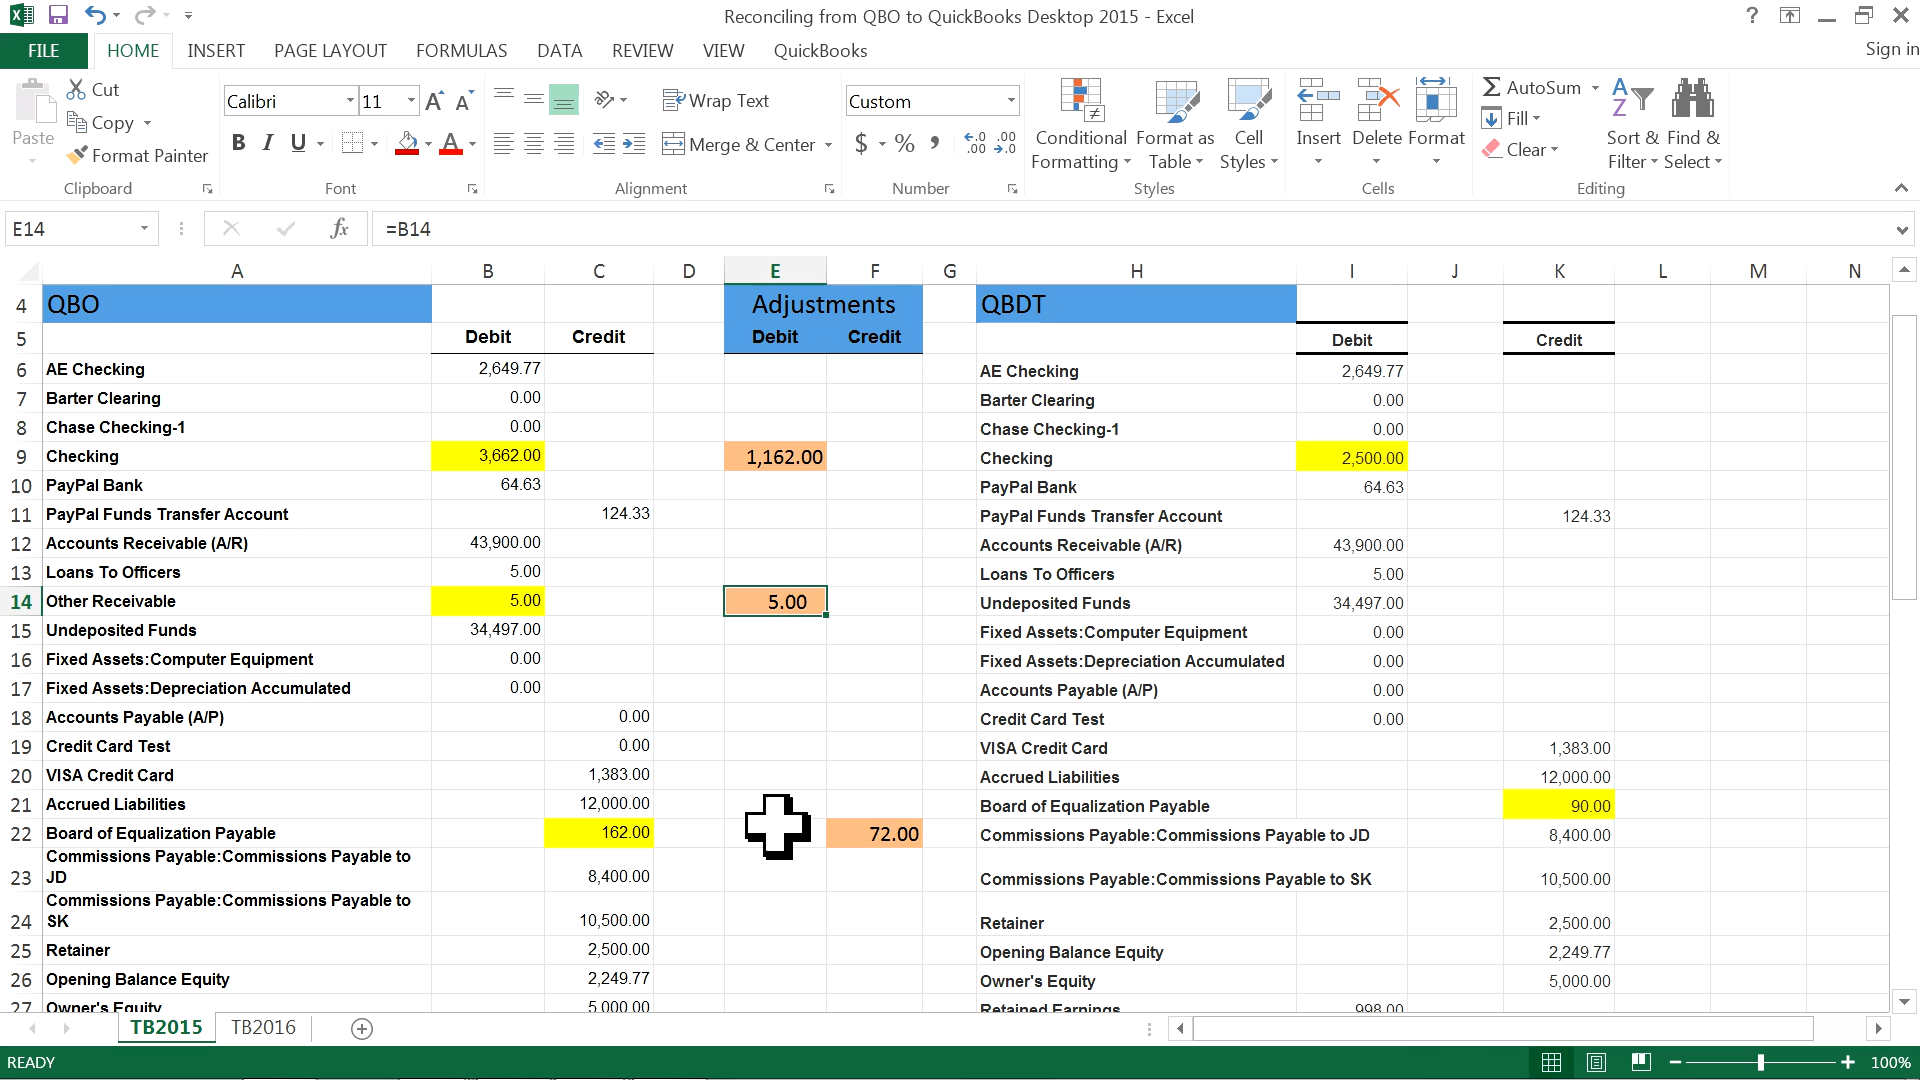 Reconciling from QBO to QuickBooks Desktop 2015 - Excel
FILE HOME INSERT PAGE LAYOUT FORMULAS DATA REVIEW VIEW QuickBooks Sign in
Paste
Cut
Copy
Format Painter
Clipboard
Calibri 11
B I U
Font
Wrap Text
Merge & Center
Alignment
Custom
$ % ,
Number
Conditional Formatting
Format as Table
Cell Styles
Styles
Insert Delete Format
Cells
AutoSum
Fill
Clear
Sort & Filter
Find & Select
Editing
E14 fx =B14
A B C D E F G H I J K L M N
4 QBO Adjustments QBDT
5 Debit Credit Debit Credit Debit Credit
6 AE Checking 2,649.77 AE Checking 2,649.77
7 Barter Clearing 0.00 Barter Clearing 0.00
8 Chase Checking-1 0.00 Chase Checking-1 0.00
9 Checking 3,662.00 1,162.00 Checking 2,500.00
10 PayPal Bank 64.63 PayPal Bank 64.63
11 PayPal Funds Transfer Account 124.33 PayPal Funds Transfer Account 124.33
12 Accounts Receivable (A/R) 43,900.00 Accounts Receivable (A/R) 43,900.00
13 Loans To Officers 5.00 Loans To Officers 5.00
14 Other Receivable 5.00 5.00 Undeposited Funds 34,497.00
15 Undeposited Funds 34,497.00 Fixed Assets:Computer Equipment 0.00
16 Fixed Assets:Computer Equipment 0.00 Fixed Assets:Depreciation Accumulated 0.00
17 Fixed Assets:Depreciation Accumulated 0.00 Accounts Payable (A/P) 0.00
18 Accounts Payable (A/P) 0.00 Credit Card Test 0.00
19 Credit Card Test 0.00 VISA Credit Card 1,383.00
20 VISA Credit Card 1,383.00 Accrued Liabilities 12,000.00
21 Accrued Liabilities 12,000.00 Board of Equalization Payable 90.00
22 Board of Equalization Payable 162.00 72.00 Commissions Payable:Commissions Payable to JD 8,400.00
Commissions Payable:Commissions Payable to
23 JD 8,400.00 Commissions Payable:Commissions Payable to SK 10,500.00
Commissions Payable:Commissions Payable to
24 SK 10,500.00 Retainer 2,500.00
25 Retainer 2,500.00 Opening Balance Equity 2,249.77
26 Opening Balance Equity 2,249.77 Owner's Equity 5,000.00
27 Owner's Equity 5,000.00 Retained Earnings 998.00
TB2015 TB2016
READY 100%